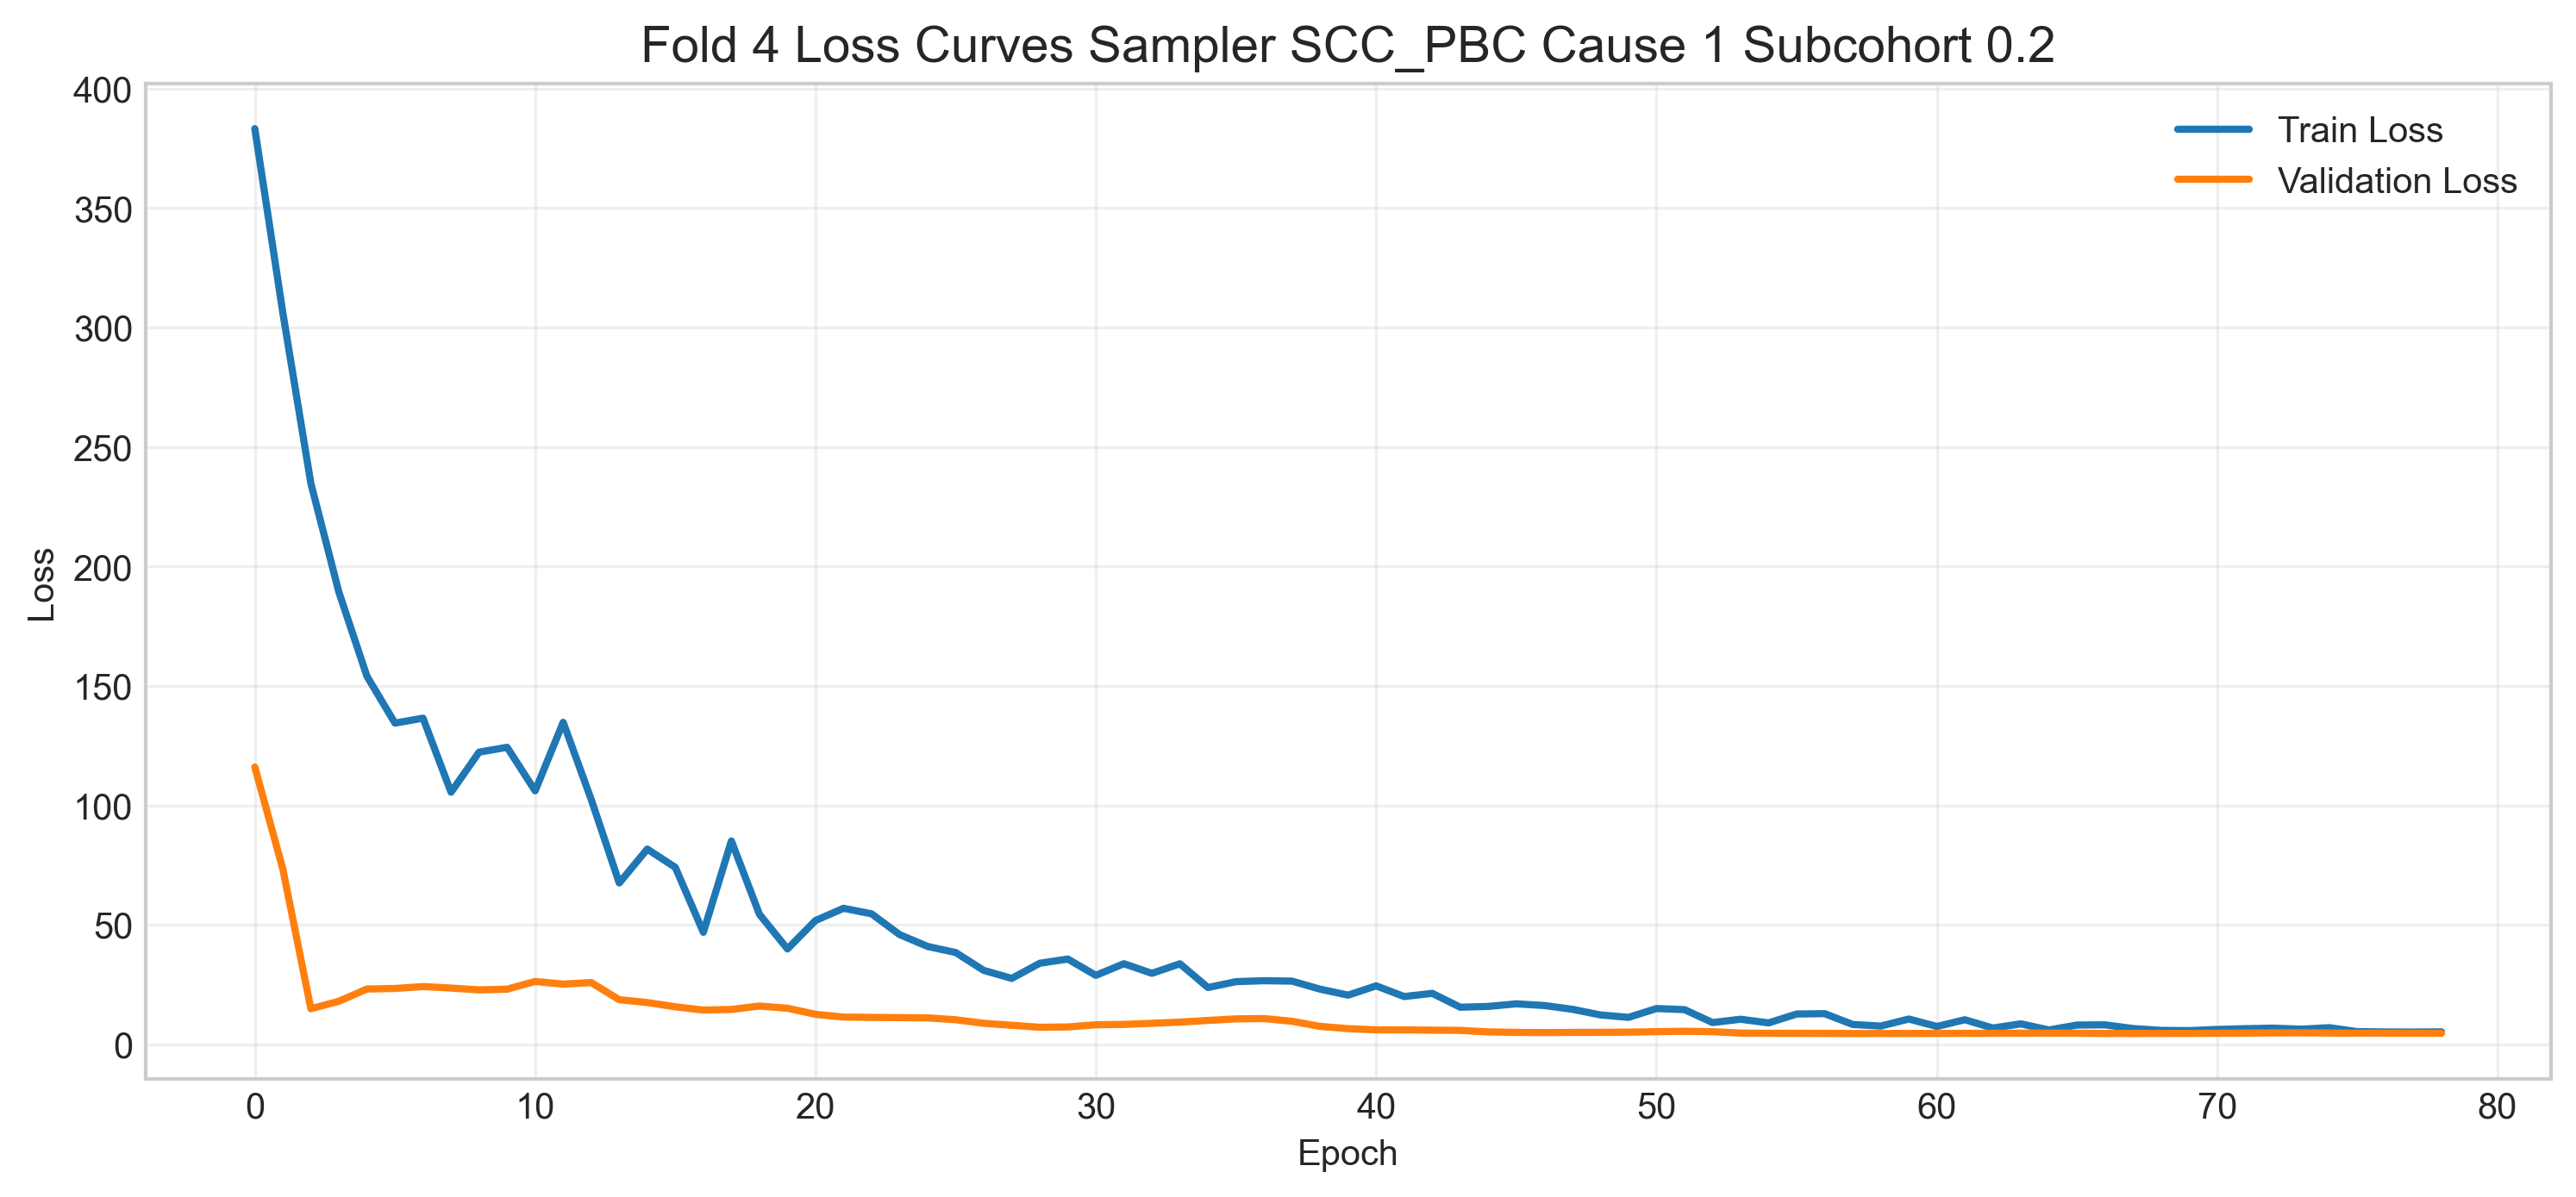 Fold 4 Loss Curves Sampler SCC_PBC Cause 1 Subcohort 0.2
Train Loss
Validation Loss
Loss
400
350
300
250
200
150
100
50
0
0 10 20 30 40 50 60 70 80
Epoch